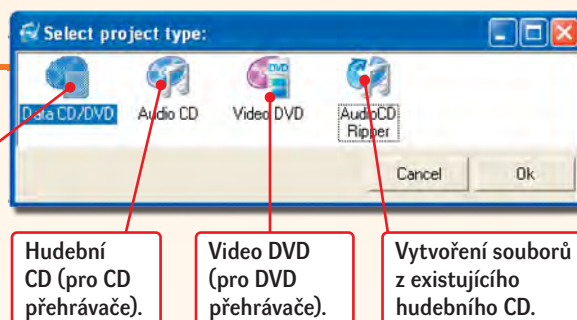 Select project type:
Data CD/DVD
Audio CD
Video DVD
AudioCD
Ripper
Cancel
Ok
Hudební
CD (pro CD
přehrávače).
Video DVD
(pro DVD
přehrávače).
Vytvoření souborů
z existujícího
hudebního CD.